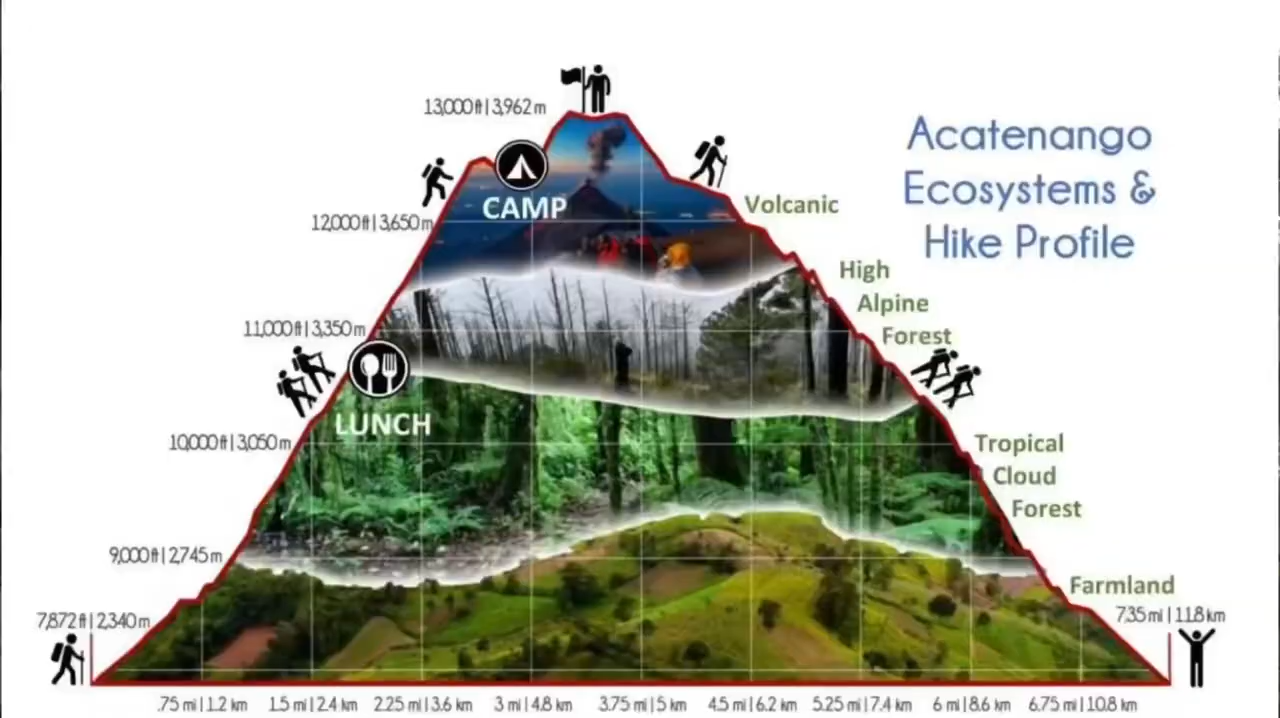 Acatenango
Ecosystems &
Hike Profile
13,000 ft | 3,962 m
CAMP
Volcanic
12,000 ft | 3,650 m
High
Alpine
Forest
11,000 ft | 3,350 m
LUNCH
10,000 ft | 3,050 m
Tropical
Cloud
Forest
9,000 ft | 2,745 m
Farmland
7,872 ft | 2,340 m
7.35 mi | 11.8 km
.75 mi | 1.2 km
1.5 mi | 2.4 km
2.25 mi | 3.6 km
3 mi | 4.8 km
3.75 mi | 5 km
4.5 mi | 6.2 km
5.25 mi | 7.4 km
6 mi | 8.6 km
6.75 mi | 10.8 km